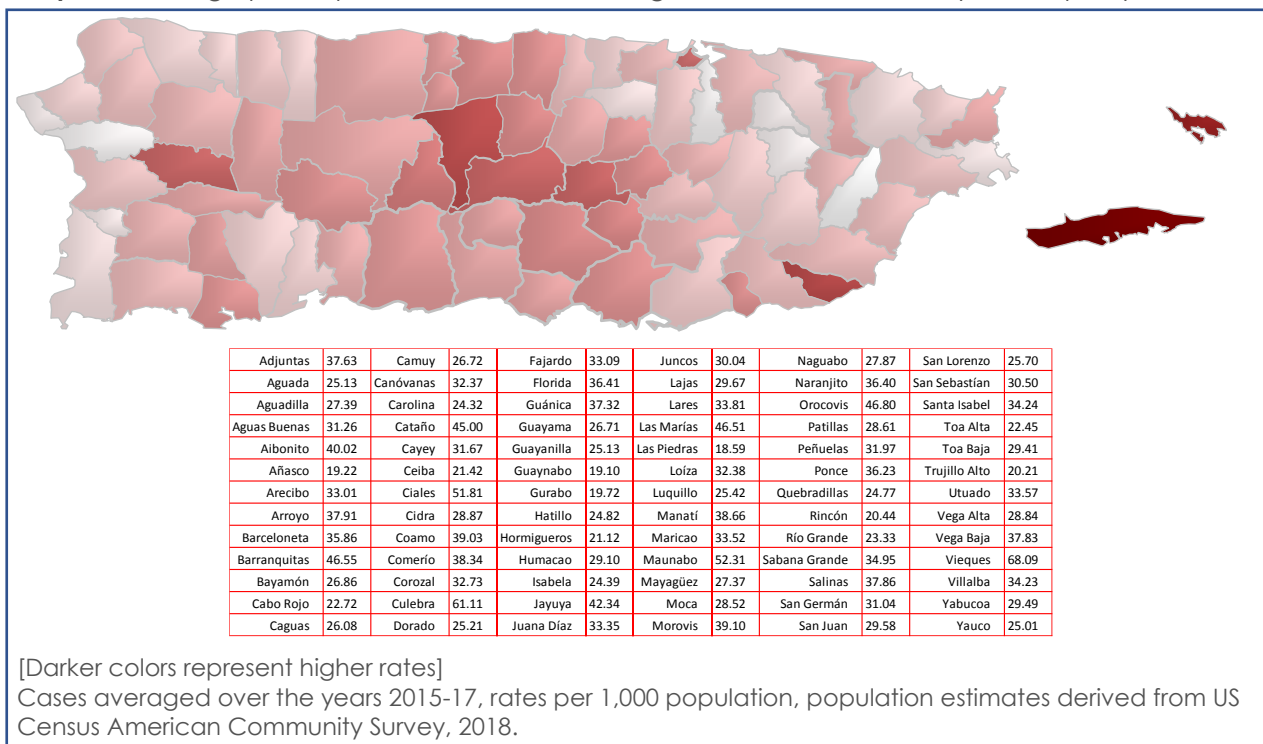 Adjuntas 37.63 Camuy 26.72 Fajardo 33.09 Juncos 30.04 Naguabo 27.87 San Lorenzo 25.70
Aguada 25.13 Canóvanas 32.37 Florida 36.41 Lajas 29.67 Naranjito 36.40 San Sebastían 30.50
Aguadilla 27.39 Carolina 24.32 Guánica 37.32 Lares 33.81 Orocovis 46.80 Santa Isabel 34.24
Aguas Buenas 31.26 Cataño 45.00 Guayama 26.71 Las Marías 46.51 Patillas 28.61 Toa Alta 22.45
Aibonito 40.02 Cayey 31.67 Guayanilla 25.13 Las Piedras 18.59 Peñuelas 31.97 Toa Baja 29.41
Añasco 19.22 Ceiba 21.42 Guaynabo 19.10 Loíza 32.38 Ponce 36.23 Trujillo Alto 20.21
Arecibo 33.01 Ciales 51.81 Gurabo 19.72 Luquillo 25.42 Quebradillas 24.77 Utuado 33.57
Arroyo 37.91 Cidra 28.87 Hatillo 24.82 Manatí 38.66 Rincón 20.44 Vega Alta 28.84
Barceloneta 35.86 Coamo 39.03 Hormigueros 21.12 Maricao 33.52 Río Grande 23.33 Vega Baja 37.83
Barranquitas 46.55 Comerío 38.34 Humacao 29.10 Maunabo 52.31 Sabana Grande 34.95 Vieques 68.09
Bayamón 26.86 Corozal 32.73 Isabela 24.39 Mayagüez 27.37 Salinas 37.86 Villalba 34.23
Cabo Rojo 22.72 Culebra 61.11 Jayuya 42.34 Moca 28.52 San Germán 31.04 Yabucoa 29.49
Caguas 26.08 Dorado 25.21 Juana Díaz 33.35 Morovis 39.10 San Juan 29.58 Yauco 25.01
[Darker colors represent higher rates]
Cases averaged over the years 2015-17, rates per 1,000 population, population estimates derived from US
Census American Community Survey, 2018.